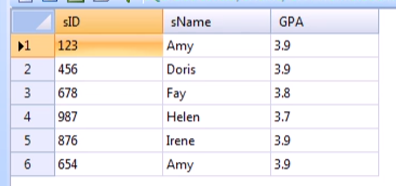 sID sName GPA
1 123 Amy 3.9
2 456 Doris 3.9
3 678 Fay 3.8
4 987 Helen 3.7
5 876 Irene 3.9
6 654 Amy 3.9